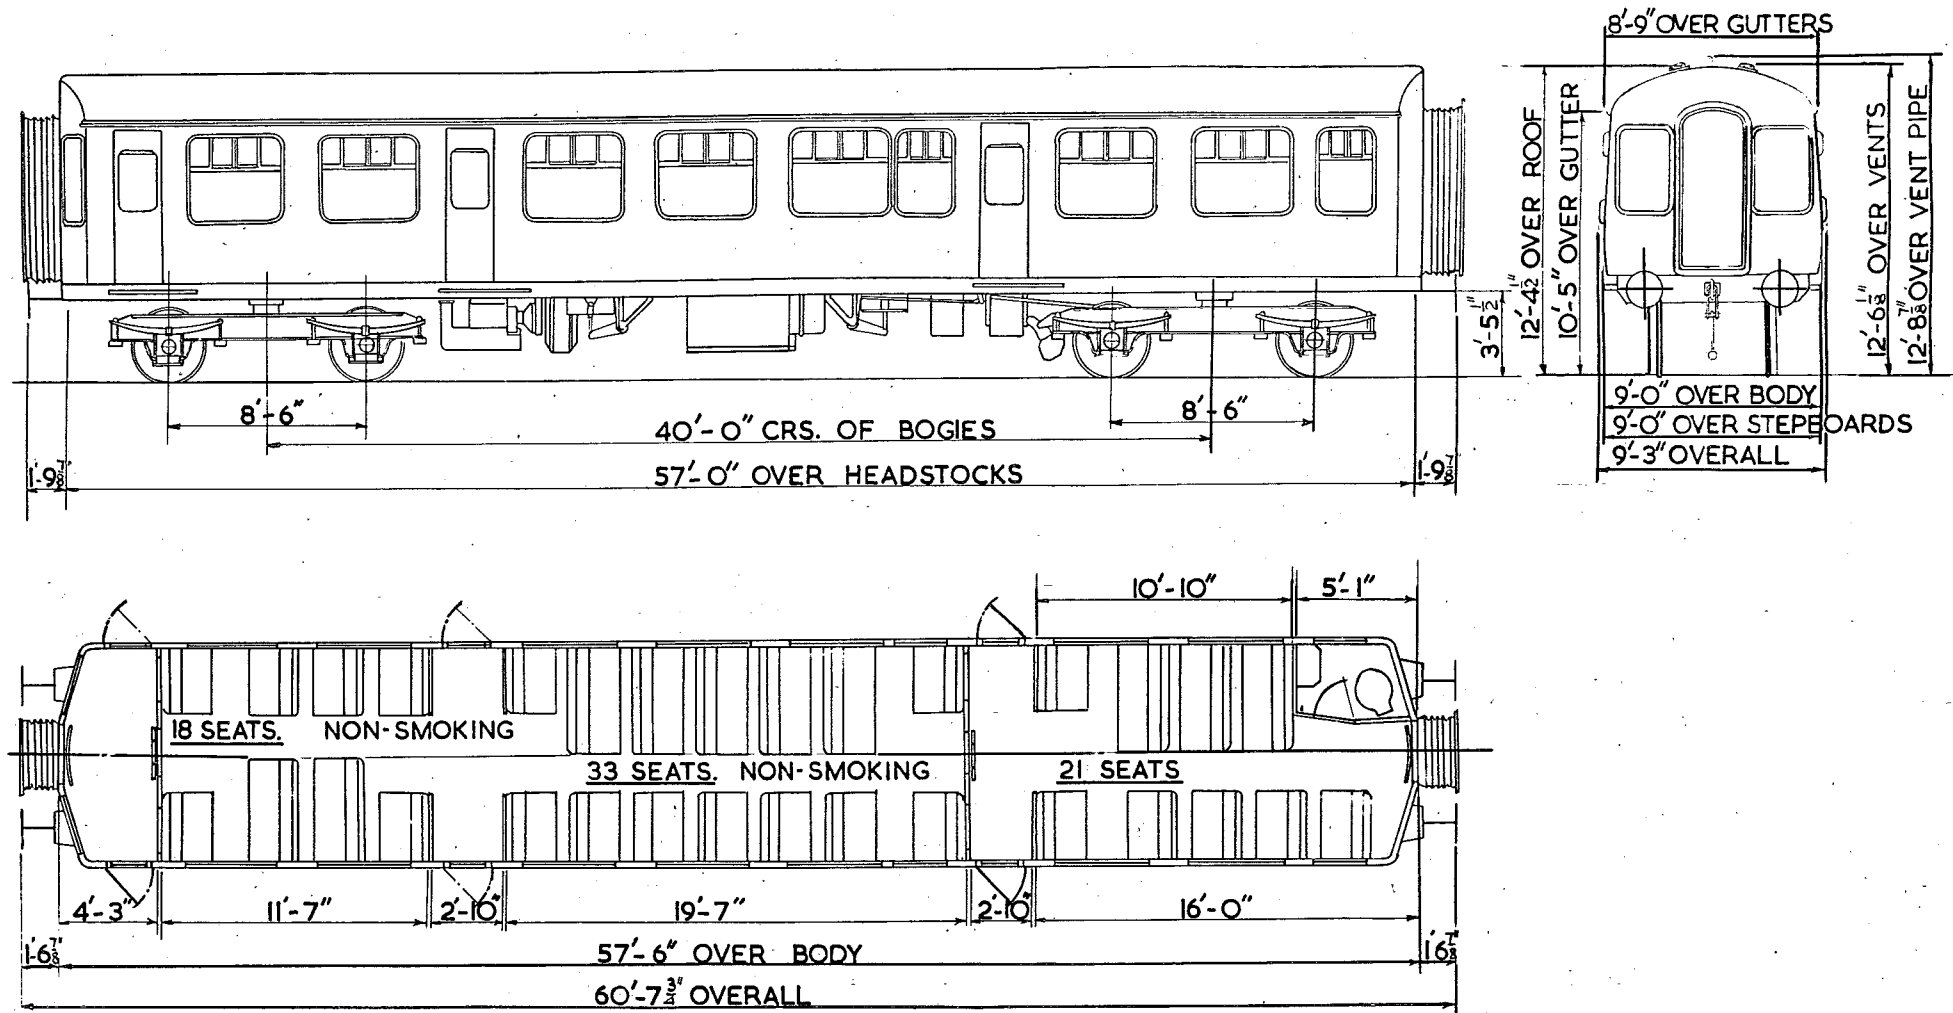 8'-9" OVER GUTTERS
12'-4½" OVER ROOF
10'-5" OVER GUTTER
12'-6⅛" OVER VENTS
12'-8⅞" OVER VENT PIPE
3'-5½"
8'-6"
8'-6"
40'-0" CRS. OF BOGIES
1'-9⅞"
57'-0" OVER HEADSTOCKS
1'-9⅞
9'-0" OVER BODY
9'-0" OVER STEPBOARDS
9'-3" OVERALL
10'-10"
5'-1"
18 SEATS. NON-SMOKING
33 SEATS. NON-SMOKING
21 SEATS
4'-3"
11'-7"
2'-10"
19'-7"
2'-10"
16'-0"
1'-6⅞"
57'-6" OVER BODY
1'6⅞"
60'-7¾" OVERALL